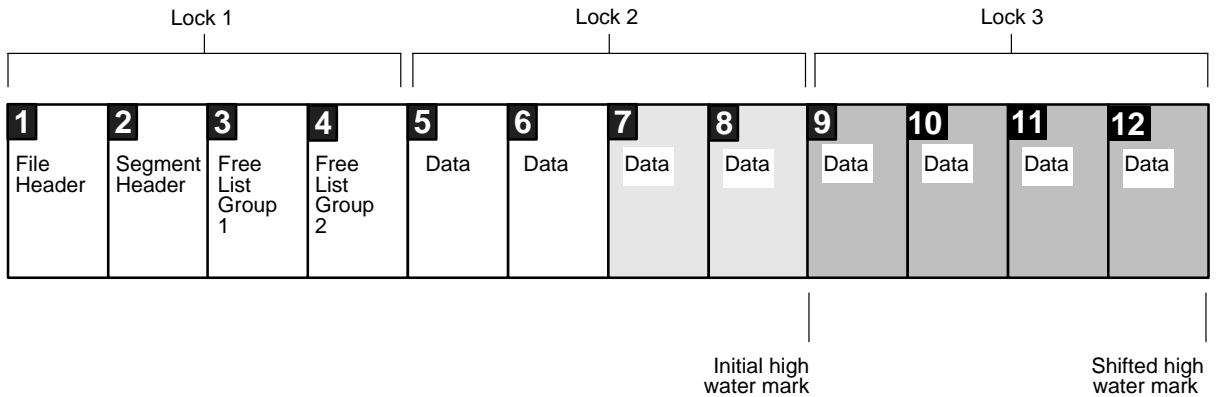 Lock 1 Lock 2 Lock 3
1 2 3 4 5 6 7 8 9 10 11 12
File
Header
Segment
Header
Free
List
Group
1
Free
List
Group
2
Data Data Data Data Data Data Data Data
Initial high
water mark
Shifted high
water mark